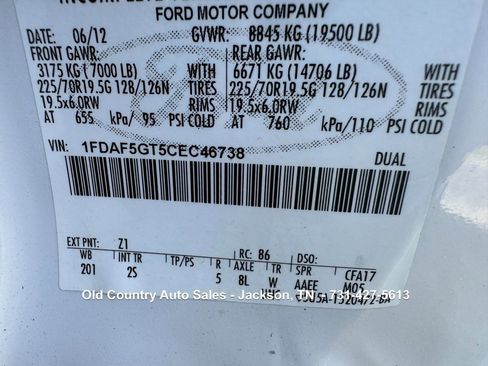 FORD MOTOR COMPANY
06/12 GVWR: 8845 KG (19500 LB)
FRONT GAWR: REAR GAWR:
3175 KG (7000 LB) WITH 6671 KG (14706 LB) WITH
225/70R19.5G 128/126N TIRES 225/70R19.5G 128/126N TIRES
19.5x6.0RW RIMS 19.5x6.0RW RIMS
AT 655 kPa/ 95 PSI COLD AT 760 kPa/110 PSI COLD
VIN: 1FDAF5GT5CEC46738
DUAL
EXT PNT: Z1 RC: 86 DSO:
WB INT TR TP/PS R AXLE TR SPR CFA17
201 2S 5 8L W AAEE M05
Old Country Auto Sales - Jackson, TN 731-427-5613